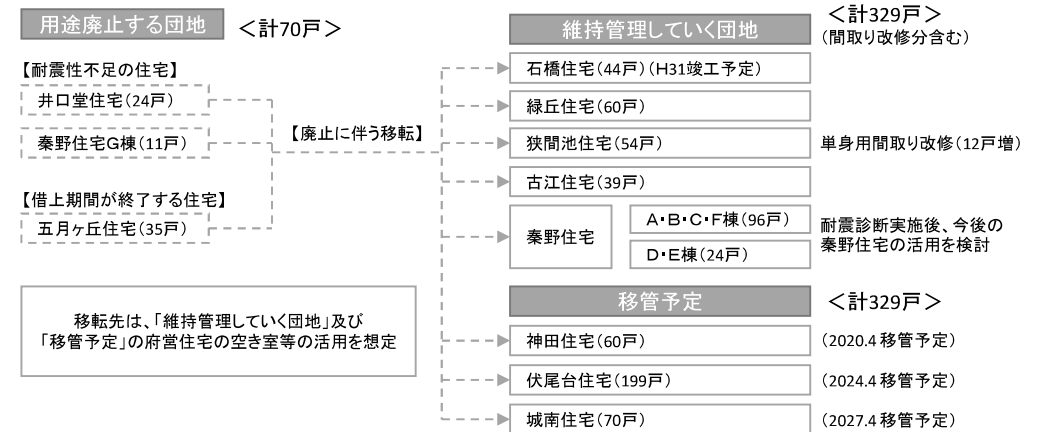 用途廃止する団地 ＜計70戸＞
【耐震性不足の住宅】
井口堂住宅（24戸）
秦野住宅G棟（11戸）
【借上期間が終了する住宅】
五月ヶ丘住宅（35戸）
【廃止に伴う移転】
移転先は、「維持管理していく団地」及び
「移管予定」の府営住宅の空き室等の活用を想定
維持管理していく団地 ＜計329戸＞
（間取り改修分含む）
石橋住宅（44戸）（H31竣工予定）
緑丘住宅（60戸）
狭間池住宅（54戸） 単身用間取り改修（12戸増）
古江住宅（39戸）
秦野住宅
A・B・C・F棟（96戸）
D・E棟（24戸）
耐震診断実施後、今後の
秦野住宅の活用を検討
移管予定 ＜計329戸＞
神田住宅（60戸） （2020.4 移管予定）
伏尾台住宅（199戸） （2024.4 移管予定）
城南住宅（70戸） （2027.4 移管予定）